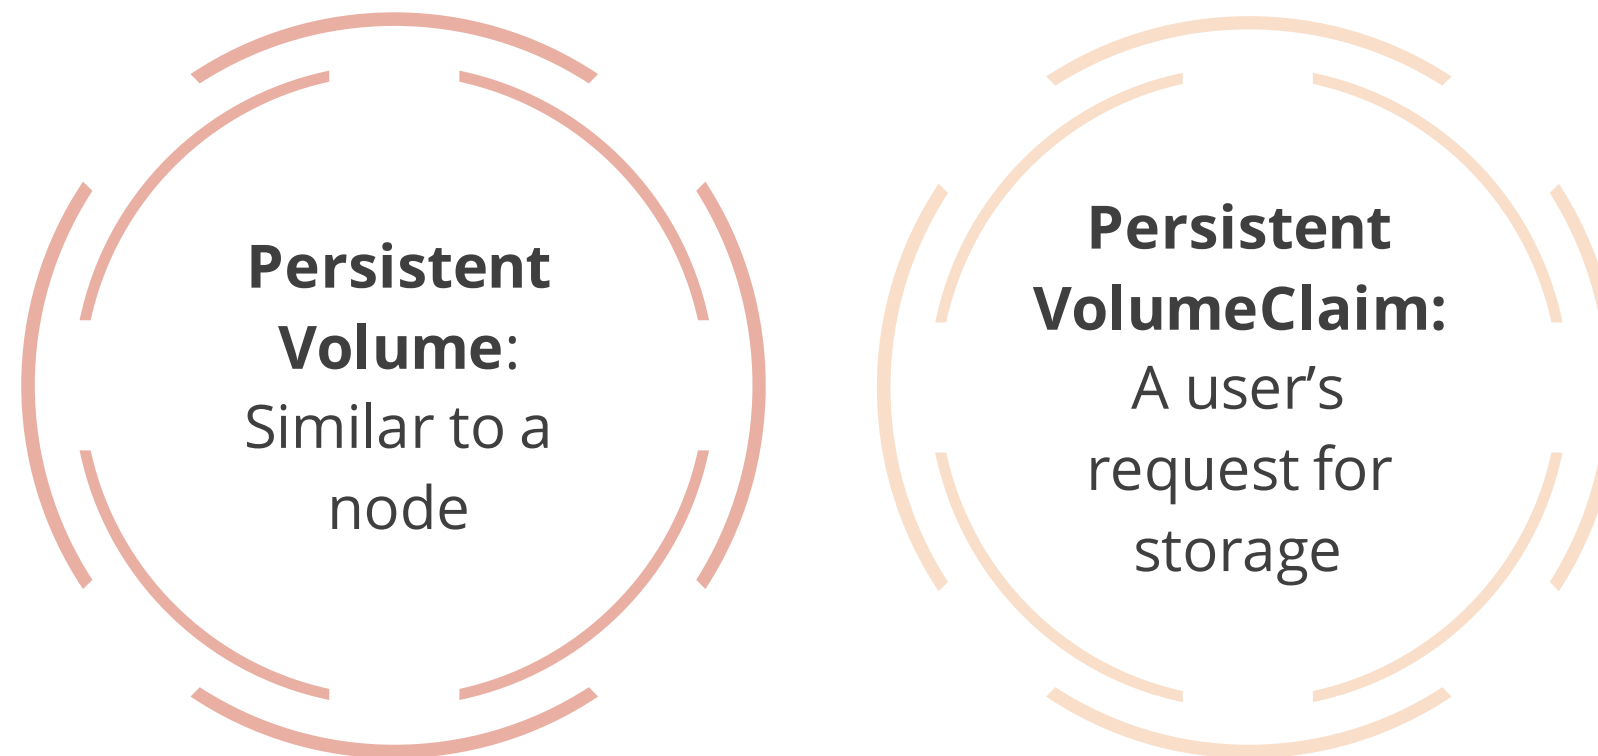 Persistent
Volume:
Similar to a
node
Persistent
VolumeClaim:
A user’s
request for
storage